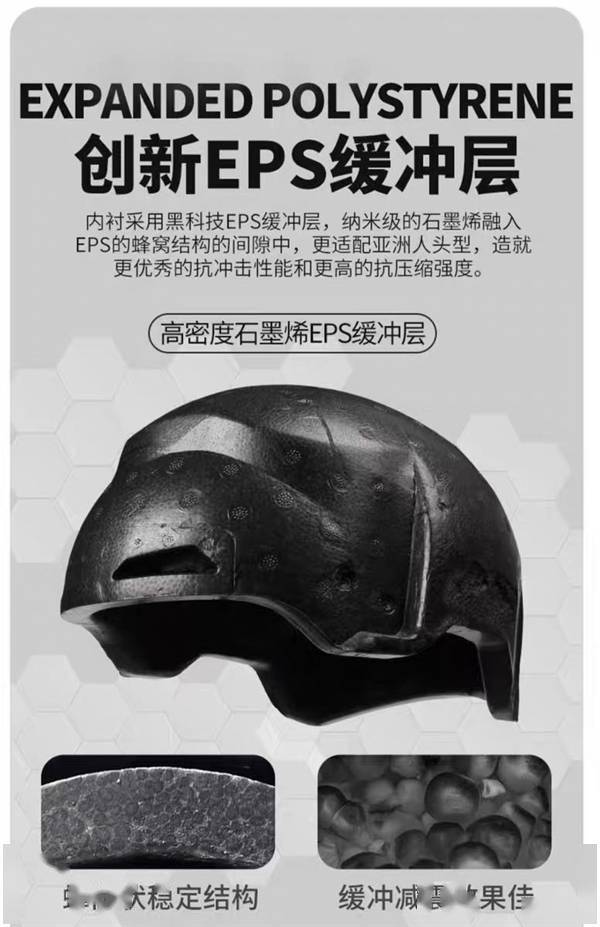 EXPANDED POLYSTYRENE
创新EPS缓冲层
内衬采用黑科技EPS缓冲层，纳米级的石墨烯融入
EPS的蜂窝结构的间隙中，更适配亚洲人头型，造就
更优秀的抗冲击性能和更高的抗压缩强度。
高密度石墨烯EPS缓冲层
稳定结构
缓冲减果佳